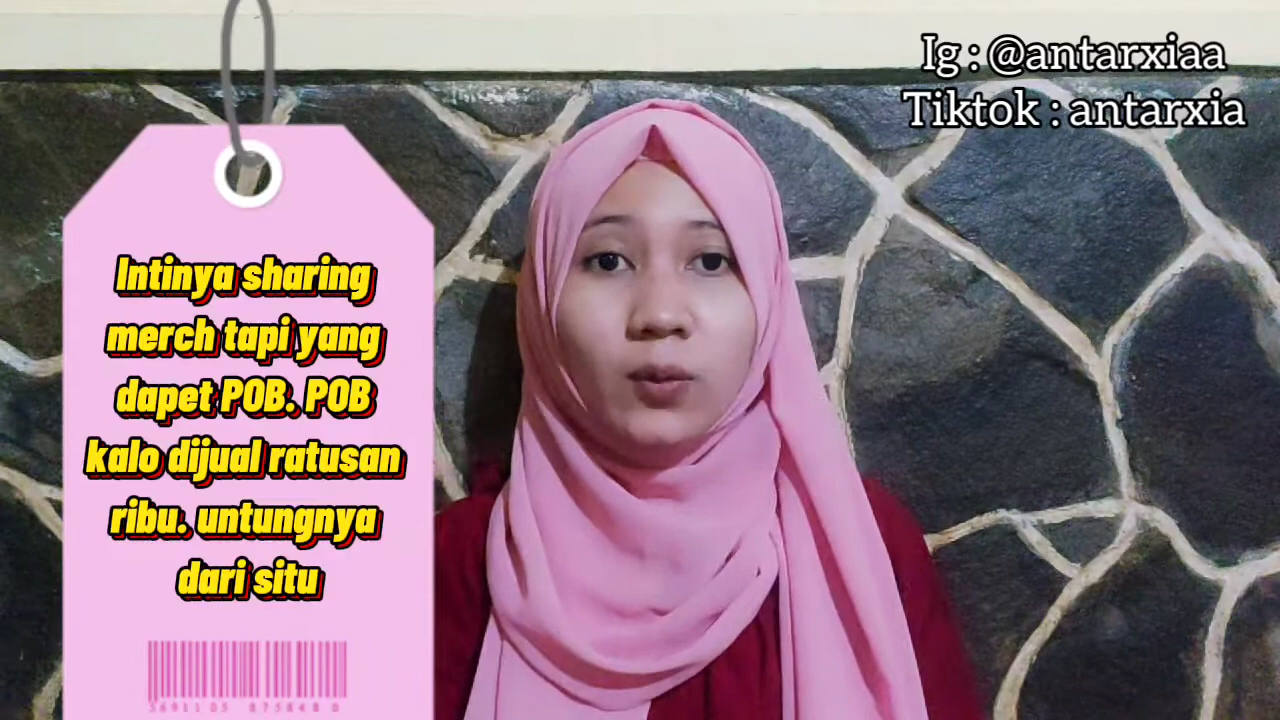 Ig : @antarxiaa
Tiktok : antarxia
Intinya sharing
merch tapi yang
dapet POB. POB
kalo dijual ratusan
ribu. untungnya
dari situ